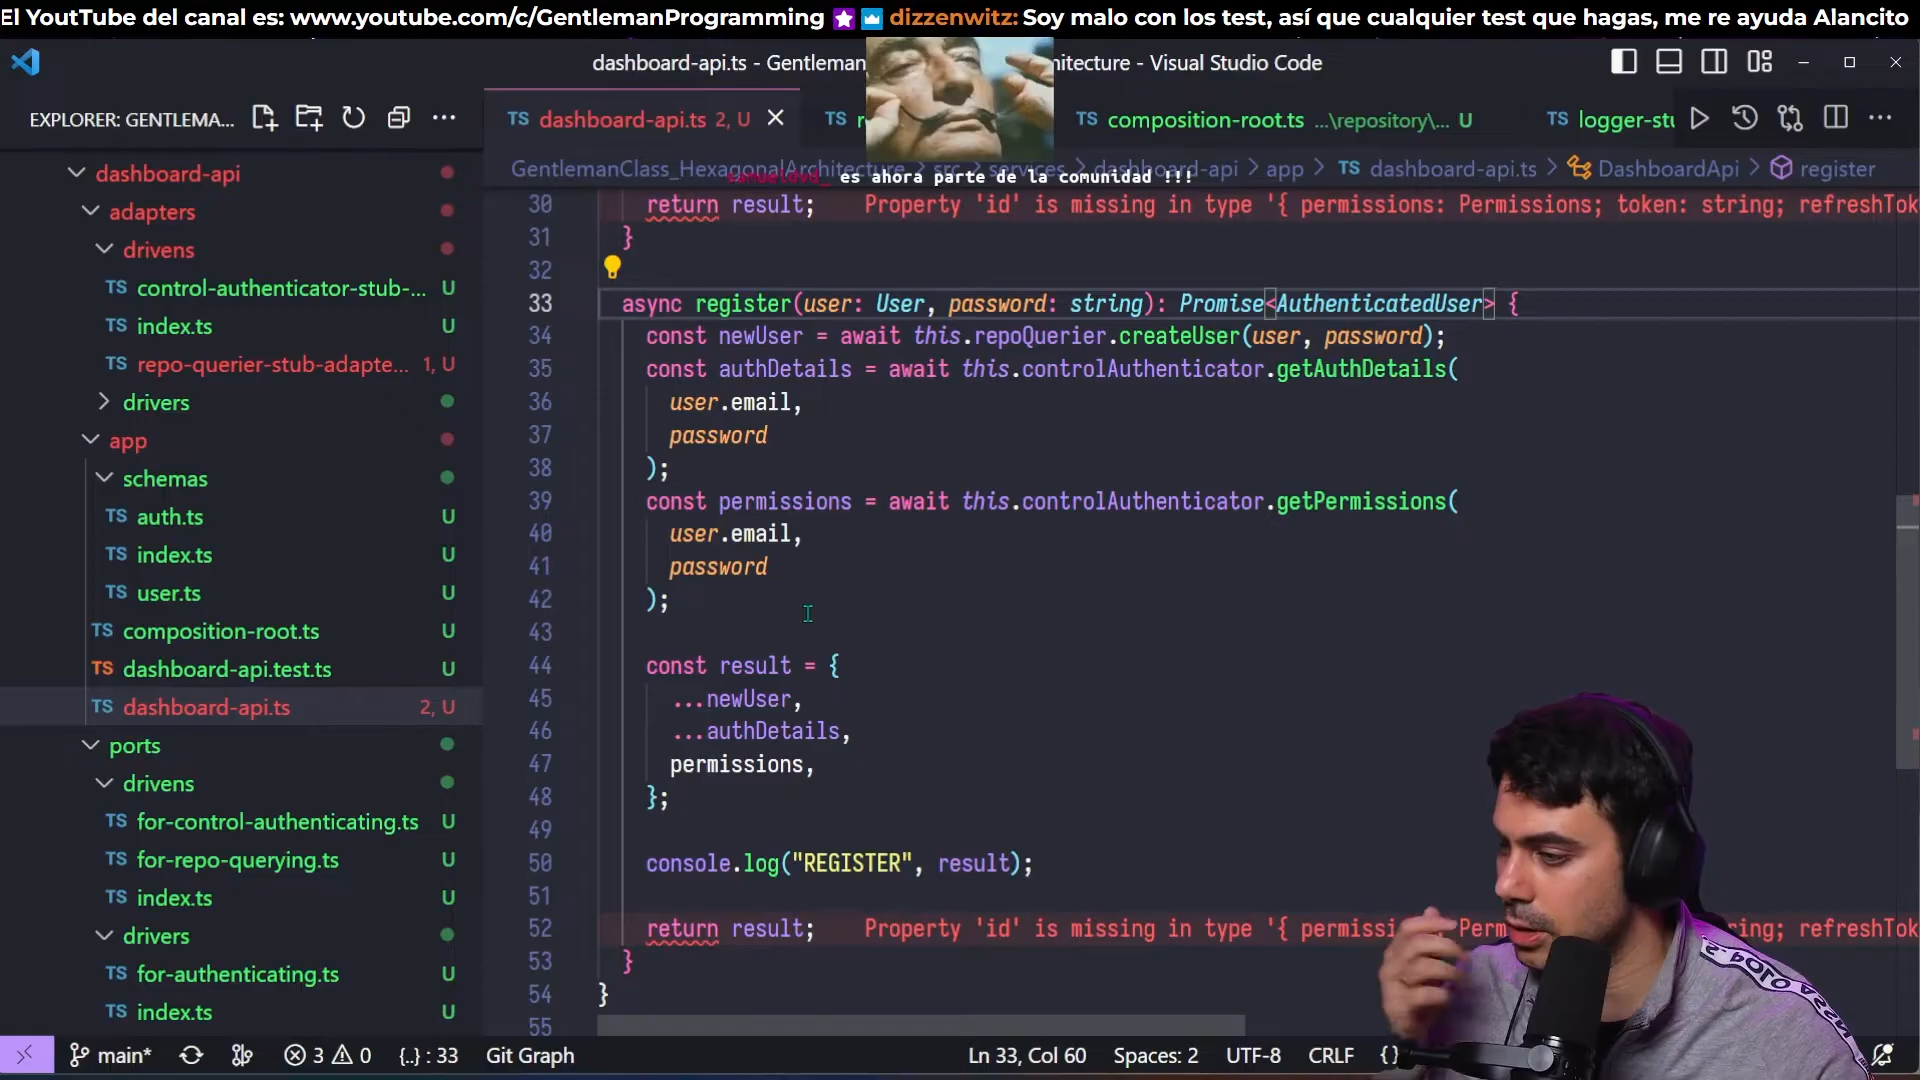 El YoutTube del canal es: www.youtube.com/c/GentlemanProgramming dizzenwitz: Soy malo con los test, así que cualquier test que hagas, me re ayuda Alancito
dashboard-api.ts - Gentleman hitecture - Visual Studio Code
EXPLORER: GENTLEMA...
TS dashboard-api.ts 2, U
TS
TS composition-root.ts ...\repository\... U
TS logger-stu
GentlemanClass_HexagonalArchitecture > src > services > dashboard-api > app > TS dashboard-api.ts > DashboardApi > register
es ahora parte de la comunidad !!!
dashboard-api
adapters
drivens
TS control-authenticator-stub-... U
TS index.ts U
TS repo-querier-stub-adapte... 1, U
drivers
app
schemas
TS auth.ts U
TS index.ts U
TS user.ts U
TS composition-root.ts U
TS dashboard-api.test.ts U
TS dashboard-api.ts 2, U
ports
drivens
TS for-control-authenticating.ts U
TS for-repo-querying.ts U
TS index.ts U
drivers
TS for-authenticating.ts U
TS index.ts U
30 return result; Property 'id' is missing in type '{ permissions: Permissions; token: string; refreshTok
31 }
32
33 async register(user: User, password: string): Promise<AuthenticatedUser> {
34 const newUser = await this.repoQuerier.createUser(user, password);
35 const authDetails = await this.controlAuthenticator.getAuthDetails(
36 user.email,
37 password
38 );
39 const permissions = await this.controlAuthenticator.getPermissions(
40 user.email,
41 password
42 );
43
44 const result = {
45 ...newUser,
46 ...authDetails,
47 permissions,
48 };
49
50 console.log("REGISTER", result);
51
52 return result; Property 'id' is missing in type '{ permissi Perm ring; refreshTok
53 }
54 }
55
main* 3 0 {..} : 33 Git Graph Ln 33, Col 60 Spaces: 2 UTF-8 CRLF {}